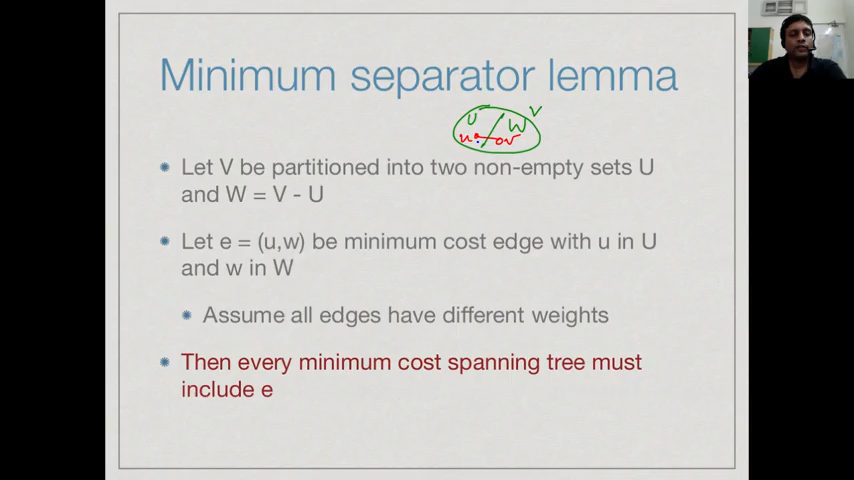 Minimum separator lemma
U W V
u v
Let V be partitioned into two non-empty sets U
and W = V - U
Let e = (u,w) be minimum cost edge with u in U
and w in W
Assume all edges have different weights
Then every minimum cost spanning tree must
include e